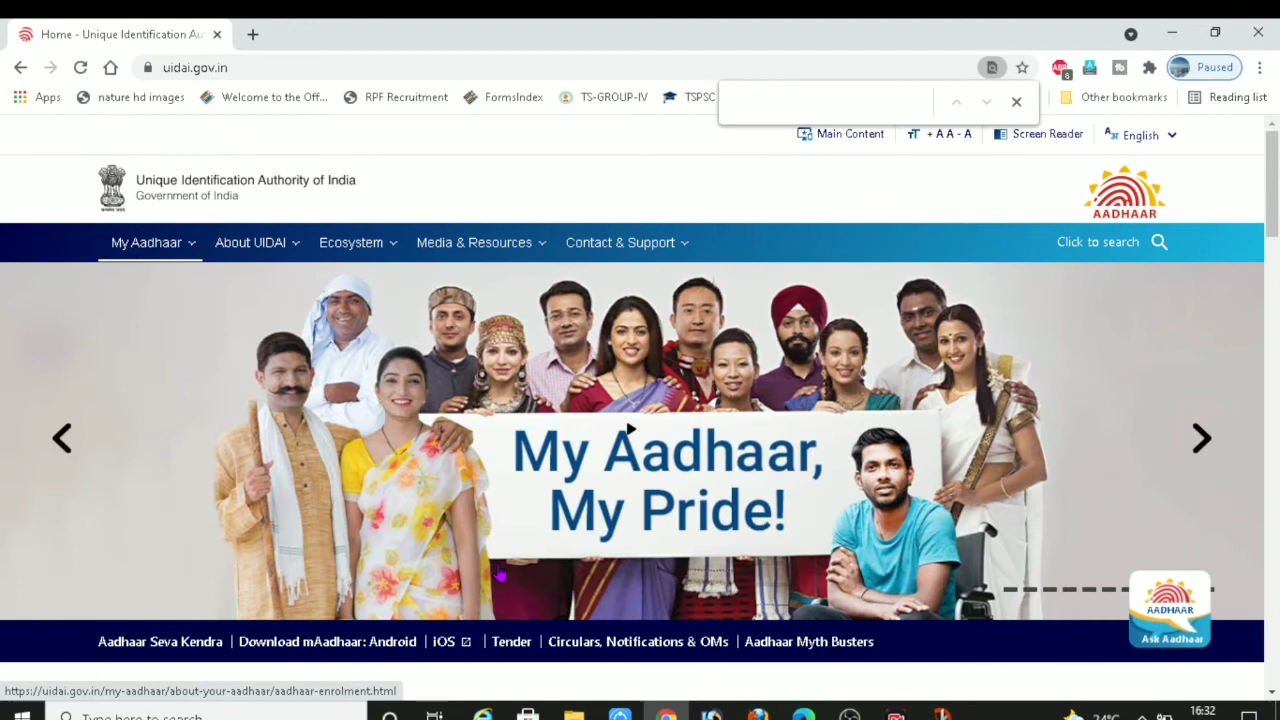 Home - Unique Identification Au
uidai.gov.in
Paused
Apps
nature hd images
Welcome to the Off...
RPF Recruitment
FormsIndex
TS-GROUP-IV
TSPSC
Other bookmarks
Reading list
Main Content
+ A A - A
Screen Reader
English
Unique Identification Authority of India
Government of India
AADHAAR
My Aadhaar
About UIDAI
Ecosystem
Media & Resources
Contact & Support
Click to search
My Aadhaar,
My Pride!
AADHAAR
Ask Aadhaar
Aadhaar Seva Kendra
Download mAadhaar: Android
iOS
Tender
Circulars, Notifications & OMs
Aadhaar Myth Busters
https://uidai.gov.in/my-aadhaar/about-your-aadhaar/aadhaar-enrolment.html
Type here to search
24°C
16:32